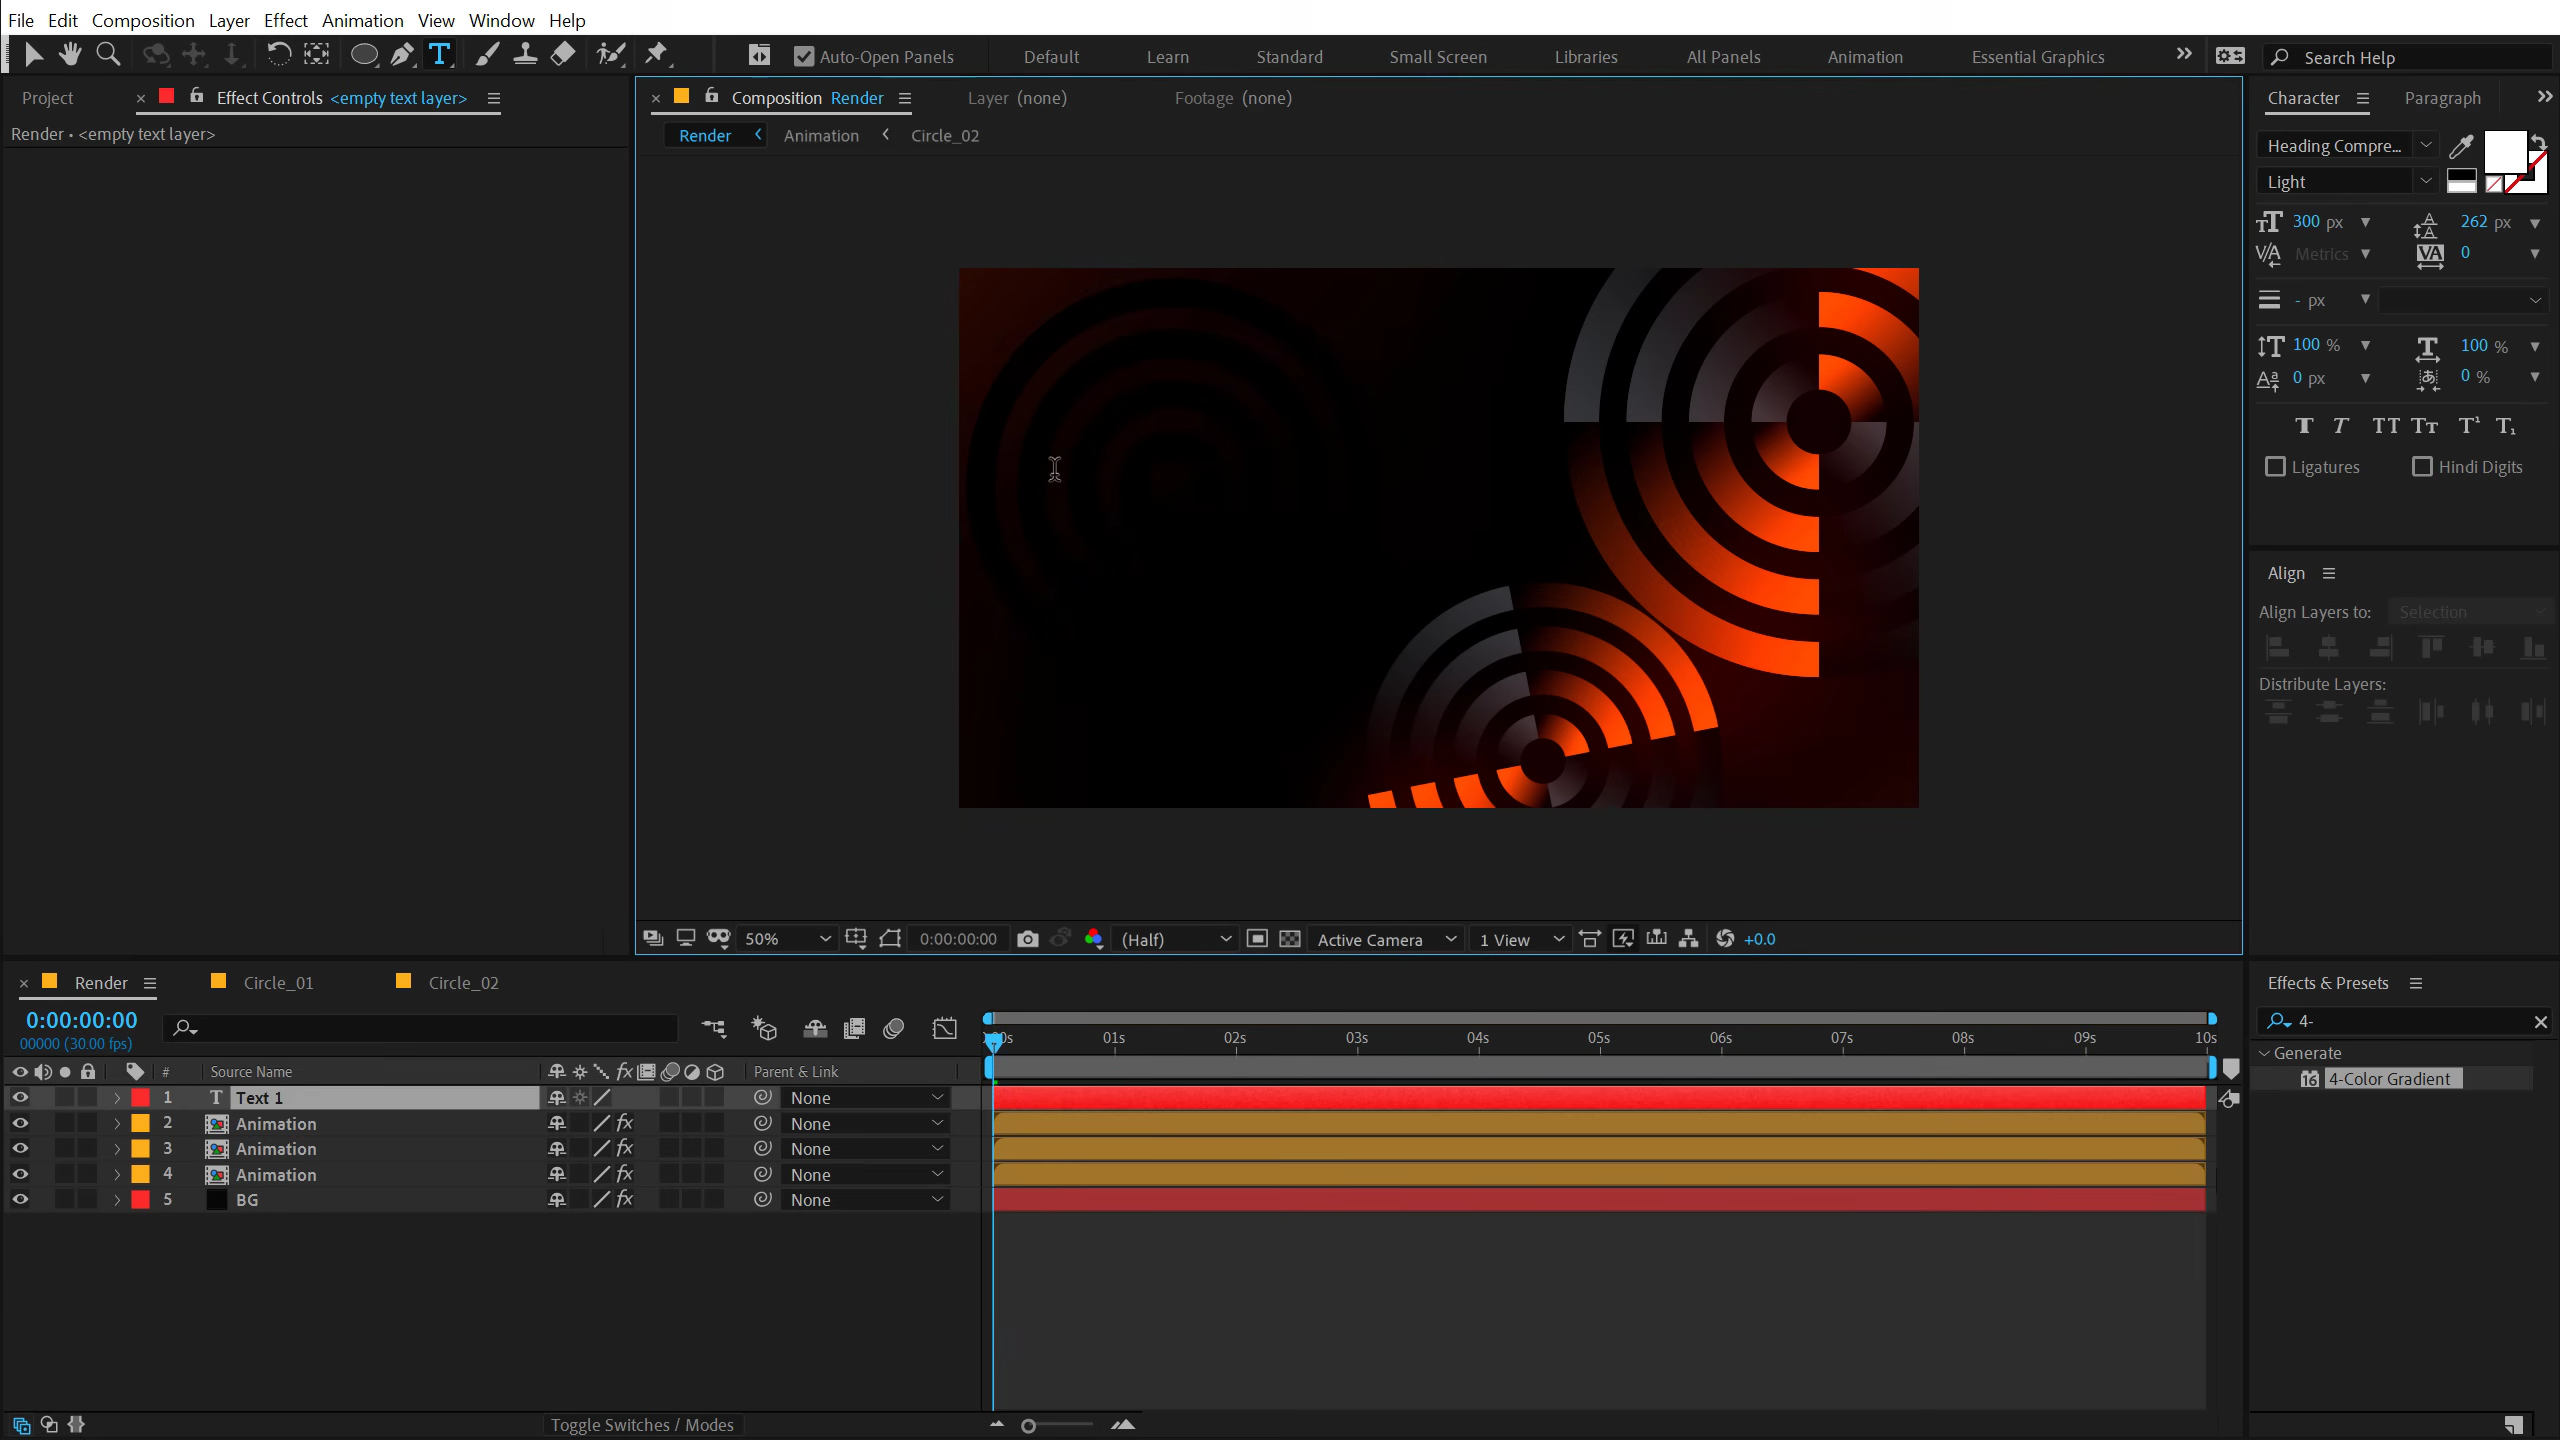 File Edit Composition Layer Effect Animation View Window Help
Auto-Open Panels Default Learn Standard Small Screen Libraries All Panels Animation Essential Graphics Search Help
Project Effect Controls <empty text layer> Composition Render Layer (none) Footage (none) Character Paragraph
Render • <empty text layer>
Render Animation Circle_02
Heading Compre...
Light
300 px 262 px
Metrics 0
- px
100 % 100 %
0 px 0 %
Ligatures Hindi Digits
Align
Align Layers to: Selection
Distribute Layers:
50% 0:00:00:00 (Half) Active Camera 1 View +0.0
Render Circle_01 Circle_02 Effects & Presets
0:00:00:00
00000 (30.00 fps)
4-
01s 02s 03s 04s 05s 06s 07s 08s 09s 10s
# Source Name Parent & Link
Generate
4-Color Gradient
1 Text 1 None
2 Animation None
3 Animation None
4 Animation None
5 BG None
Toggle Switches / Modes